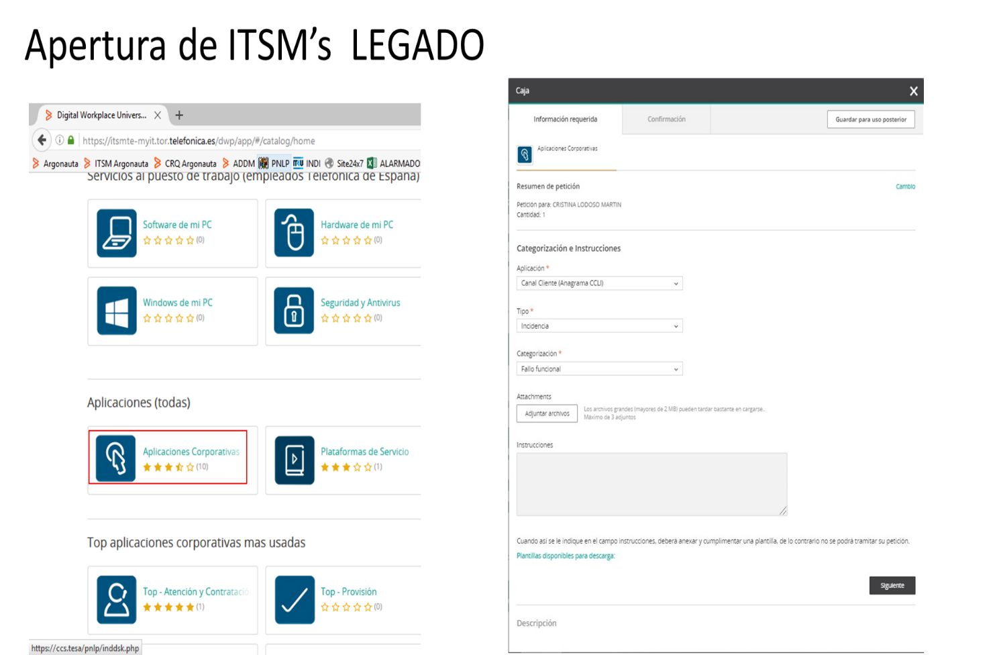 Apertura de ITSM's LEGADO
Digital Workplace Univers...
https://itsmte-myit.tor.telefonica.es/dwp/app/#/catalog/home
Argonauta ITSM Argonauta CRQ Argonauta ADDM PNLP INDI Site24x7 ALARMADO
Servicios al puesto de trabajo (empleados Telefónica de España)
Software de mi PC
(0)
Hardware de mi PC
(0)
Windows de mi PC
(0)
Seguridad y Antivirus
(0)
Aplicaciones (todas)
Aplicaciones Corporativas
(10)
Plataformas de Servicio
(1)
Top aplicaciones corporativas mas usadas
Top - Atención y Contratació
(1)
Top - Provisión
(0)
https://ccs.tesa/pnlp/inddsk.php
Caja
Información requerida
Confirmación
Guardar para uso posterior
Aplicaciones Corporativas
Resumen de petición
Cambio
Petición para: CRISTINA LODOSO MARTIN
Cantidad: 1
Categorización e Instrucciones
Aplicación *
Canal Cliente (Anagrama CCLI)
Tipo *
Incidencia
Categorización *
Fallo funcional
Attachments
Adjuntar archivos
Los archivos grandes (mayores de 2 MB) pueden tardar bastante en cargarse..
Máximo de 3 adjuntos
Instrucciones
Cuando así se le indique en el campo instrucciones, deberá anexar y cumplimentar una plantilla, de lo contrario no se podrá tramitar su petición.
Plantillas disponibles para descarga:
Siguiente
Descripción